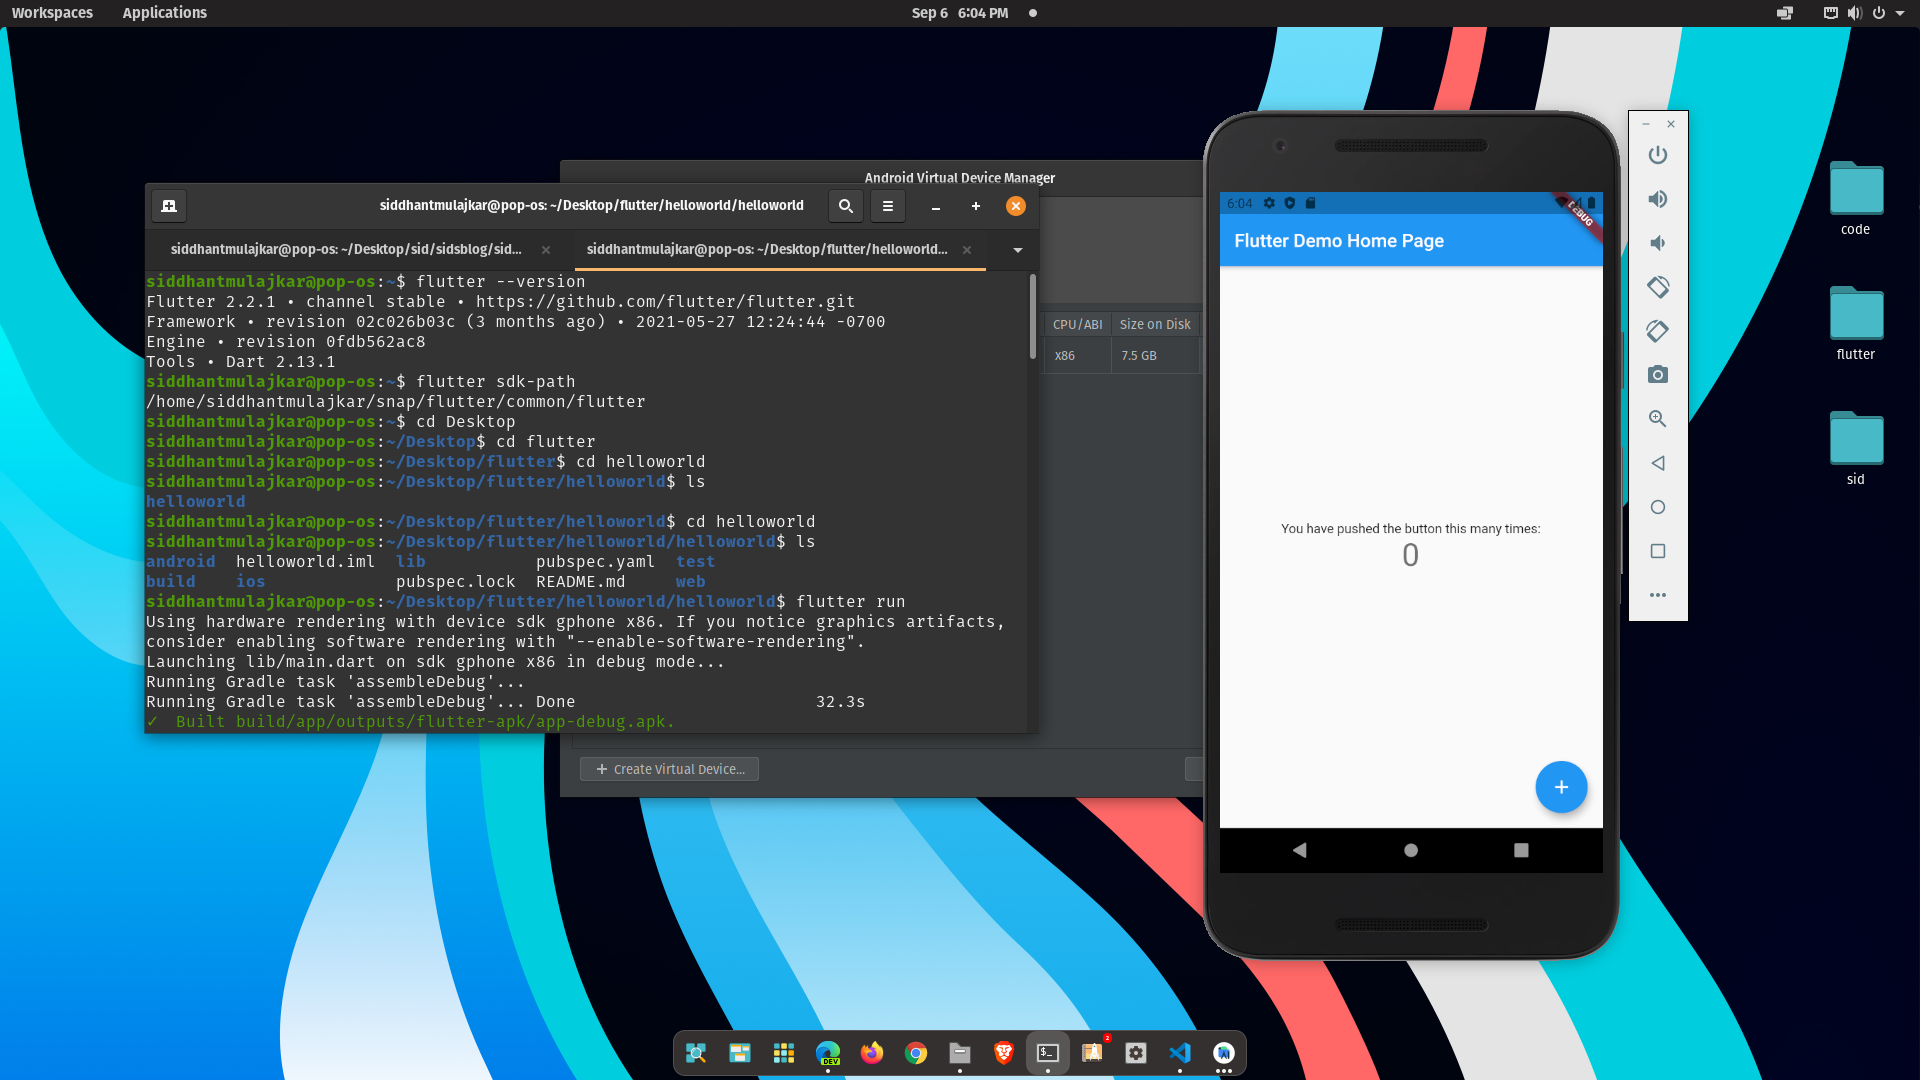 Workspaces Applications Sep 6 6:04 PM
Android Virtual Device Manager
siddhantmulajkar@pop-os: ~/Desktop/flutter/helloworld/helloworld
siddhantmulajkar@pop-os: ~/Desktop/sid/sidsblog/sid... siddhantmulajkar@pop-os: ~/Desktop/flutter/helloworld...
siddhantmulajkar@pop-os:~$ flutter --version
Flutter 2.2.1 • channel stable • https://github.com/flutter/flutter.git
Framework • revision 02c026b03c (3 months ago) • 2021-05-27 12:24:44 -0700
Engine • revision 0fdb562ac8
Tools • Dart 2.13.1
siddhantmulajkar@pop-os:~$ flutter sdk-path
/home/siddhantmulajkar/snap/flutter/common/flutter
siddhantmulajkar@pop-os:~$ cd Desktop
siddhantmulajkar@pop-os:~/Desktop$ cd flutter
siddhantmulajkar@pop-os:~/Desktop/flutter$ cd helloworld
siddhantmulajkar@pop-os:~/Desktop/flutter/helloworld$ ls
helloworld
siddhantmulajkar@pop-os:~/Desktop/flutter/helloworld$ cd helloworld
siddhantmulajkar@pop-os:~/Desktop/flutter/helloworld/helloworld$ ls
android helloworld.iml lib pubspec.yaml test
build ios pubspec.lock README.md web
siddhantmulajkar@pop-os:~/Desktop/flutter/helloworld/helloworld$ flutter run
Using hardware rendering with device sdk gphone x86. If you notice graphics artifacts,
consider enabling software rendering with "--enable-software-rendering".
Launching lib/main.dart on sdk gphone x86 in debug mode...
Running Gradle task 'assembleDebug'...
Running Gradle task 'assembleDebug'... Done 32.3s
✓ Built build/app/outputs/flutter-apk/app-debug.apk.
CPU/ABI Size on Disk
x86 7.5 GB
+ Create Virtual Device...
6:04
DEBUG
Flutter Demo Home Page
You have pushed the button this many times:
0
+
code
flutter
sid
DEV
2